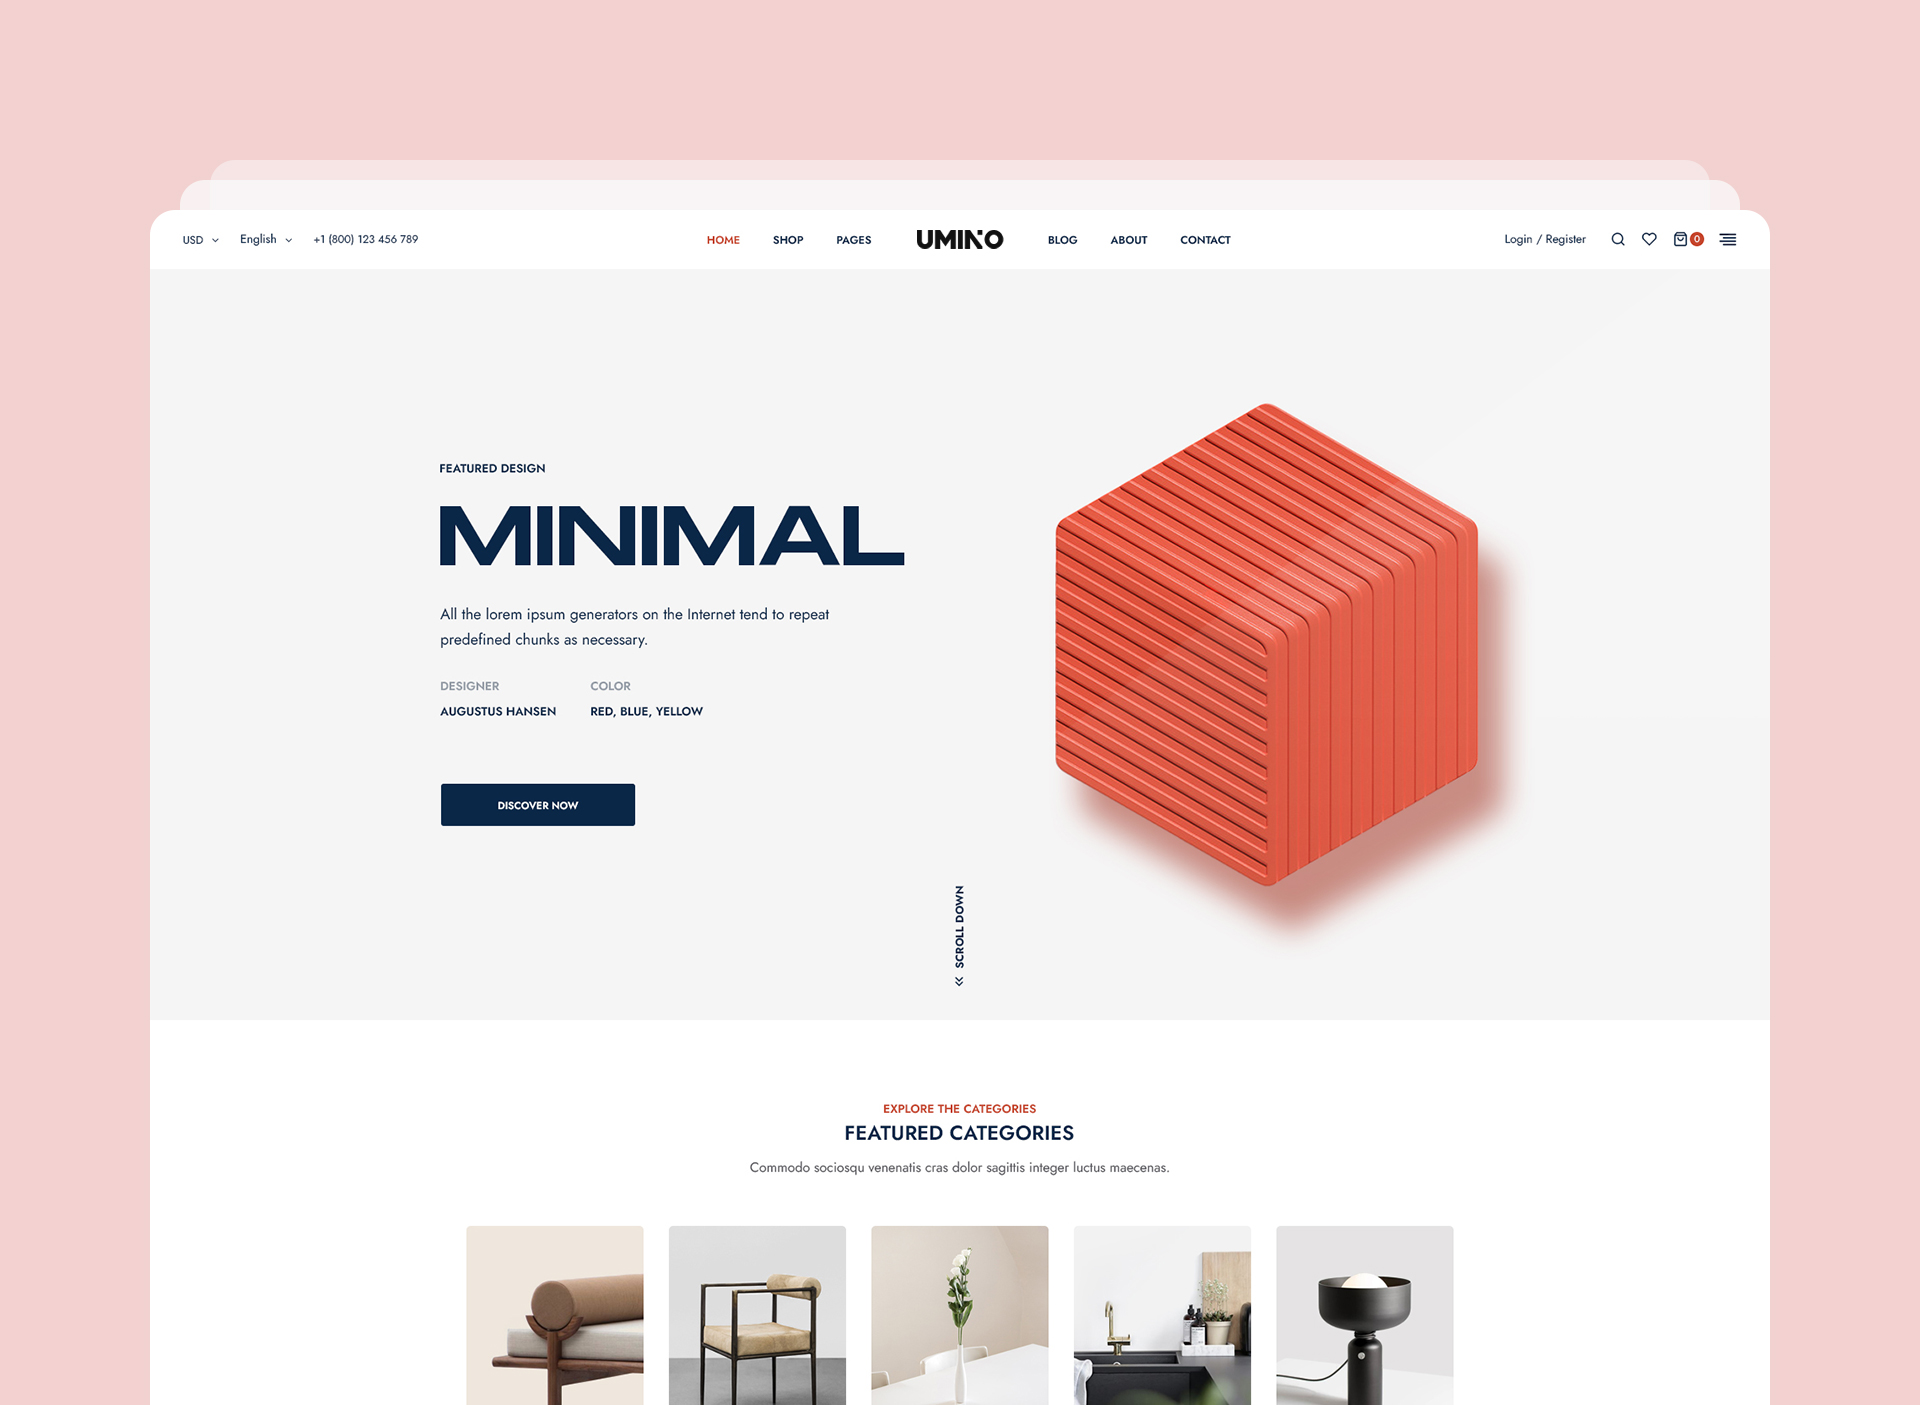 USD English +1 (800) 123 456 789
HOME SHOP PAGES UMINO BLOG ABOUT CONTACT
Login / Register 0
FEATURED DESIGN
MINIMAL
All the lorem ipsum generators on the Internet tend to repeat
predefined chunks as necessary.
DESIGNER COLOR
AUGUSTUS HANSEN RED, BLUE, YELLOW
DISCOVER NOW
SCROLL DOWN
EXPLORE THE CATEGORIES
FEATURED CATEGORIES
Commodo sociosqu venenatis cras dolor sagittis integer luctus maecenas.